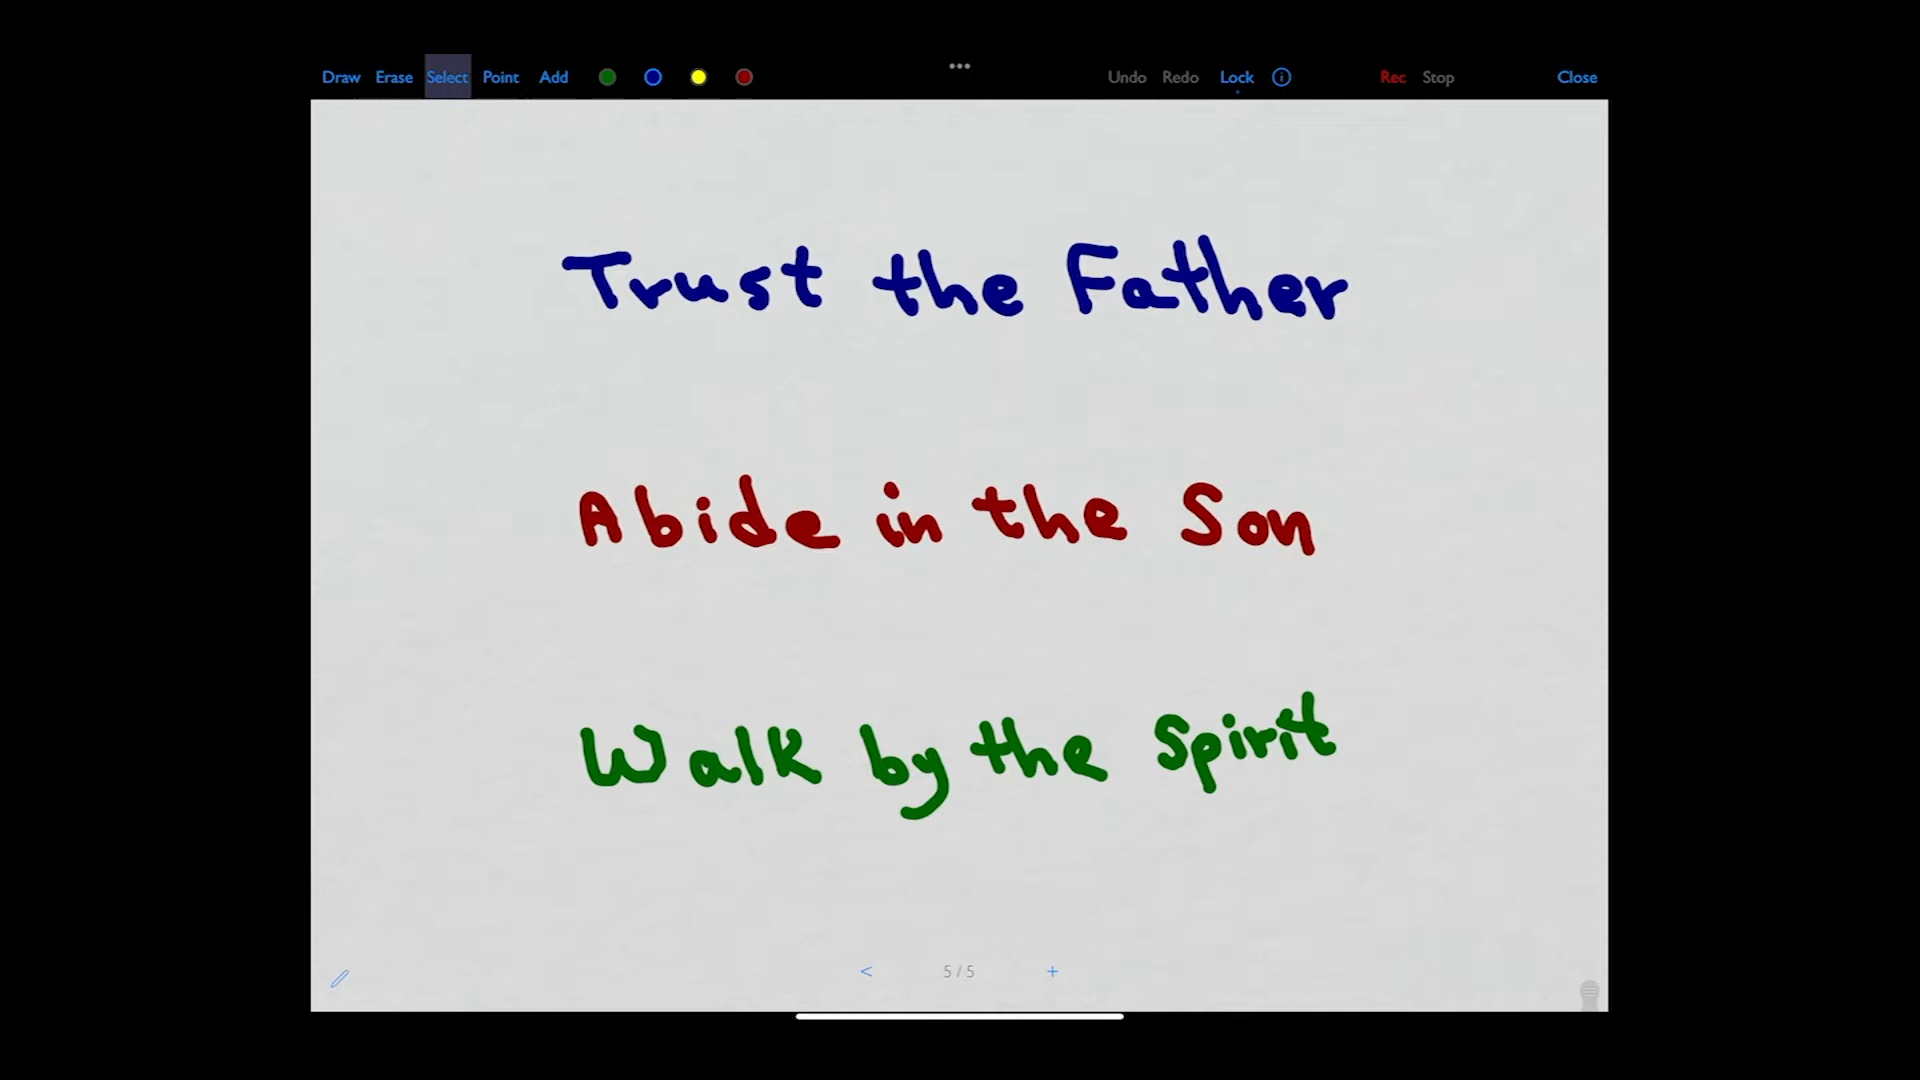 Draw Erase Select Point Add Undo Redo Lock Rec Stop Close
Trust the Father
Abide in the Son
Walk by the Spirit
< 5 / 5 +